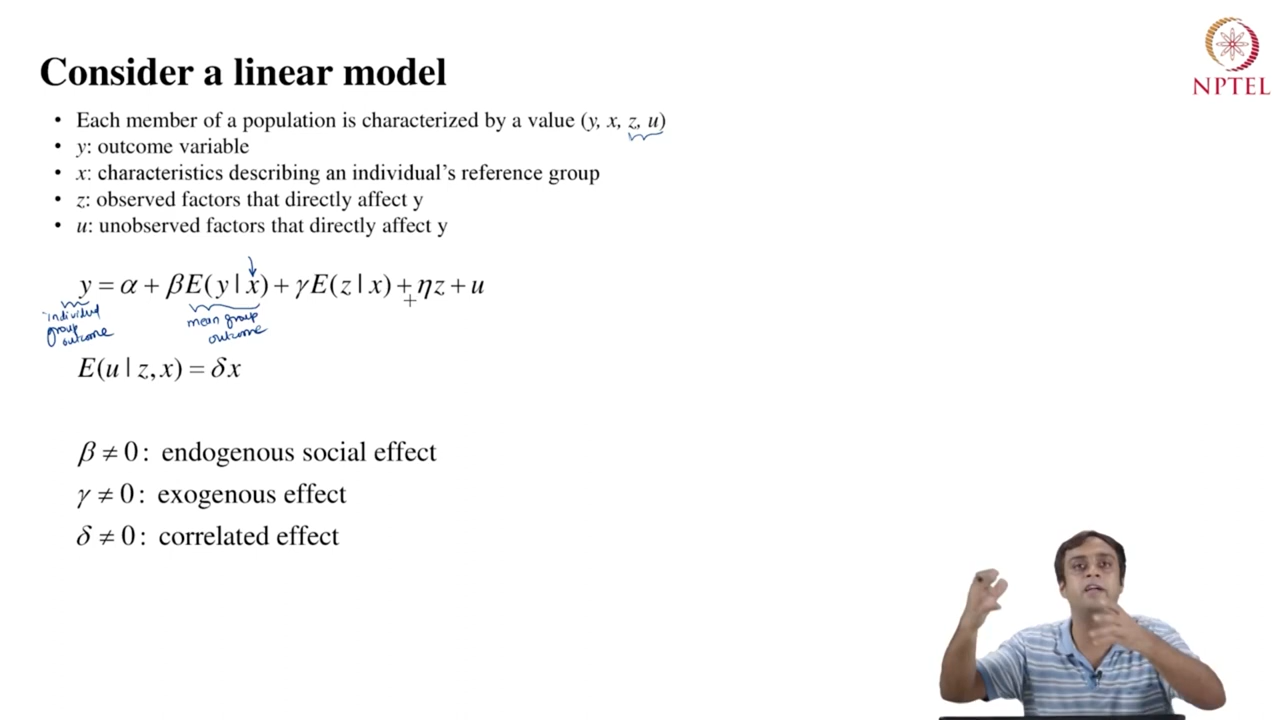 NPTEL
Consider a linear model
• Each member of a population is characterized by a value (y, x, z, u)
• y: outcome variable
• x: characteristics describing an individual's reference group
• z: observed factors that directly affect y
• u: unobserved factors that directly affect y
y = α + βE(y | x) + γE(z | x) + ηz + u
individual
group
outcome
mean group
outcome
E(u | z, x) = δx
β ≠ 0: endogenous social effect
γ ≠ 0: exogenous effect
δ ≠ 0: correlated effect